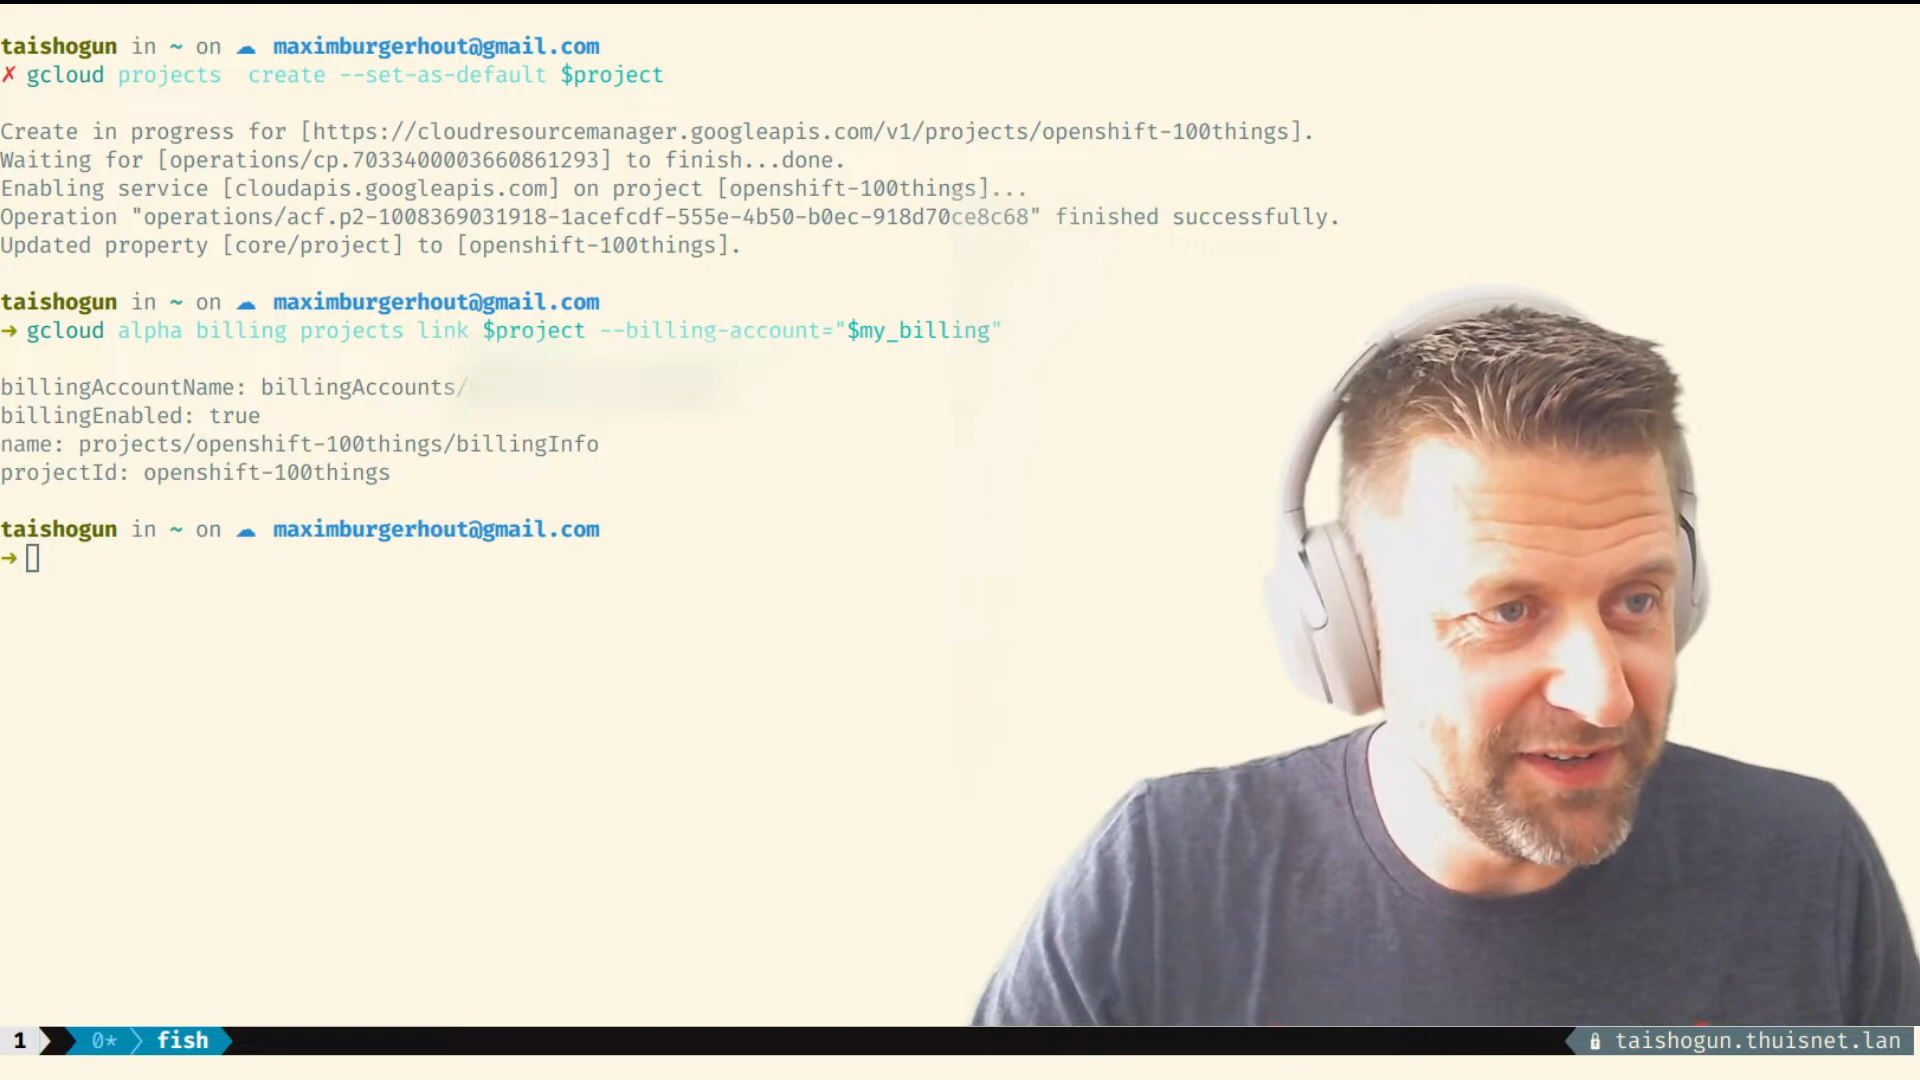 taishogun in ~ on ☁ maximburgerhout@gmail.com
✗ gcloud projects  create --set-as-default $project
Create in progress for [https://cloudresourcemanager.googleapis.com/v1/projects/openshift-100things].
Waiting for [operations/cp.7033400003660861293] to finish...done.
Enabling service [cloudapis.googleapis.com] on project [openshift-100things]...
Operation "operations/acf.p2-1008369031918-1acefcdf-555e-4b50-b0ec-918d70ce8c68" finished successfully.
Updated property [core/project] to [openshift-100things].
taishogun in ~ on ☁ maximburgerhout@gmail.com
➜ gcloud alpha billing projects link $project --billing-account="$my_billing"
billingAccountName: billingAccounts/
billingEnabled: true
name: projects/openshift-100things/billingInfo
projectId: openshift-100things
taishogun in ~ on ☁ maximburgerhout@gmail.com
➜
1 0* fish taishogun.thuisnet.lan